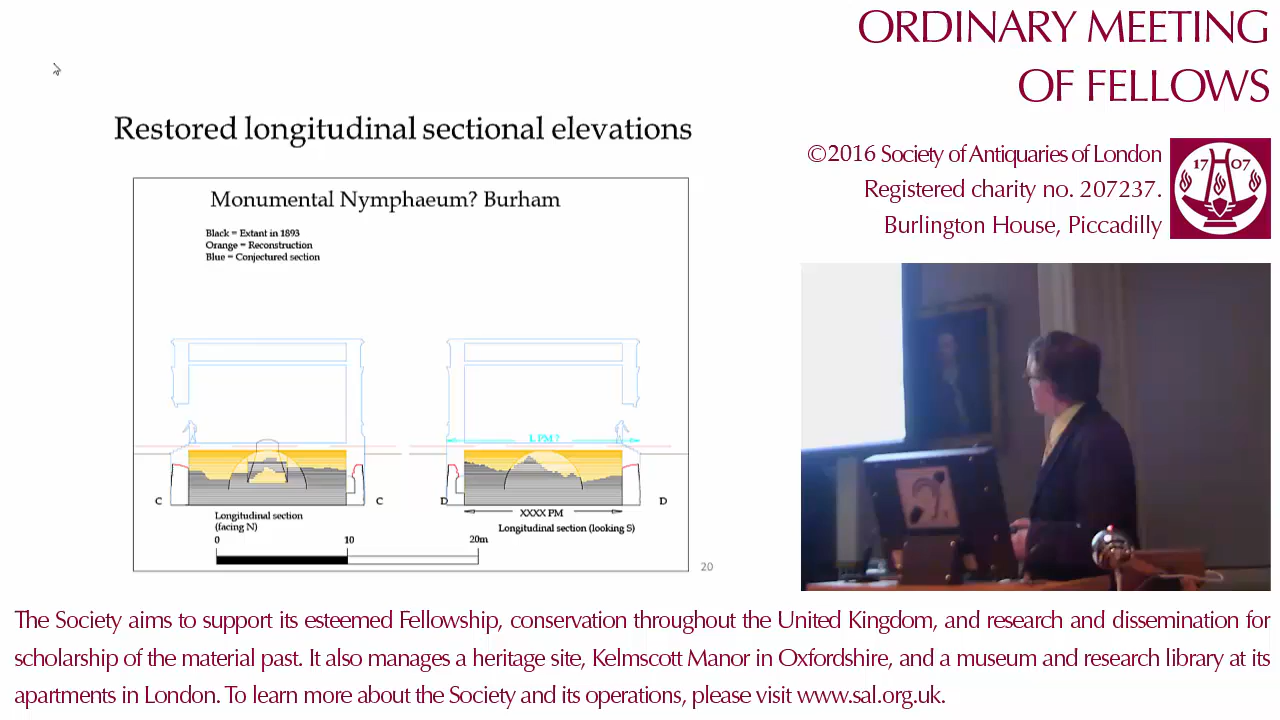 ORDINARY MEETING
OF FELLOWS
©2016 Society of Antiquaries of London
Registered charity no. 207237.
Burlington House, Piccadilly
17 07
Restored longitudinal sectional elevations
Monumental Nymphaeum? Burham
Black = Extant in 1893
Orange = Reconstruction
Blue = Conjectured section
L PM ?
C C D D
XXXX PM
Longitudinal section
(facing N)
Longitudinal section (looking S)
0 10 20m
20
The Society aims to support its esteemed Fellowship, conservation throughout the United Kingdom, and research and dissemination for
scholarship of the material past. It also manages a heritage site, Kelmscott Manor in Oxfordshire, and a museum and research library at its
apartments in London. To learn more about the Society and its operations, please visit www.sal.org.uk.